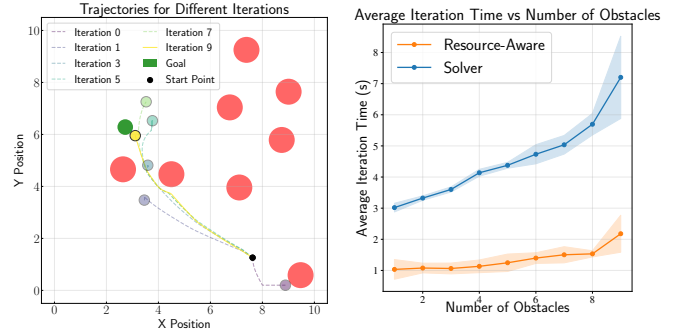 Trajectories for Different Iterations
Iteration 0
Iteration 1
Iteration 3
Iteration 5
Iteration 7
Iteration 9
Goal
Start Point
10
8
6
4
2
0
Y Position
0 2 4 6 8 10
X Position
Average Iteration Time vs Number of Obstacles
Resource-Aware
Solver
8
7
6
5
4
3
2
1
Average Iteration Time (s)
2 4 6 8
Number of Obstacles